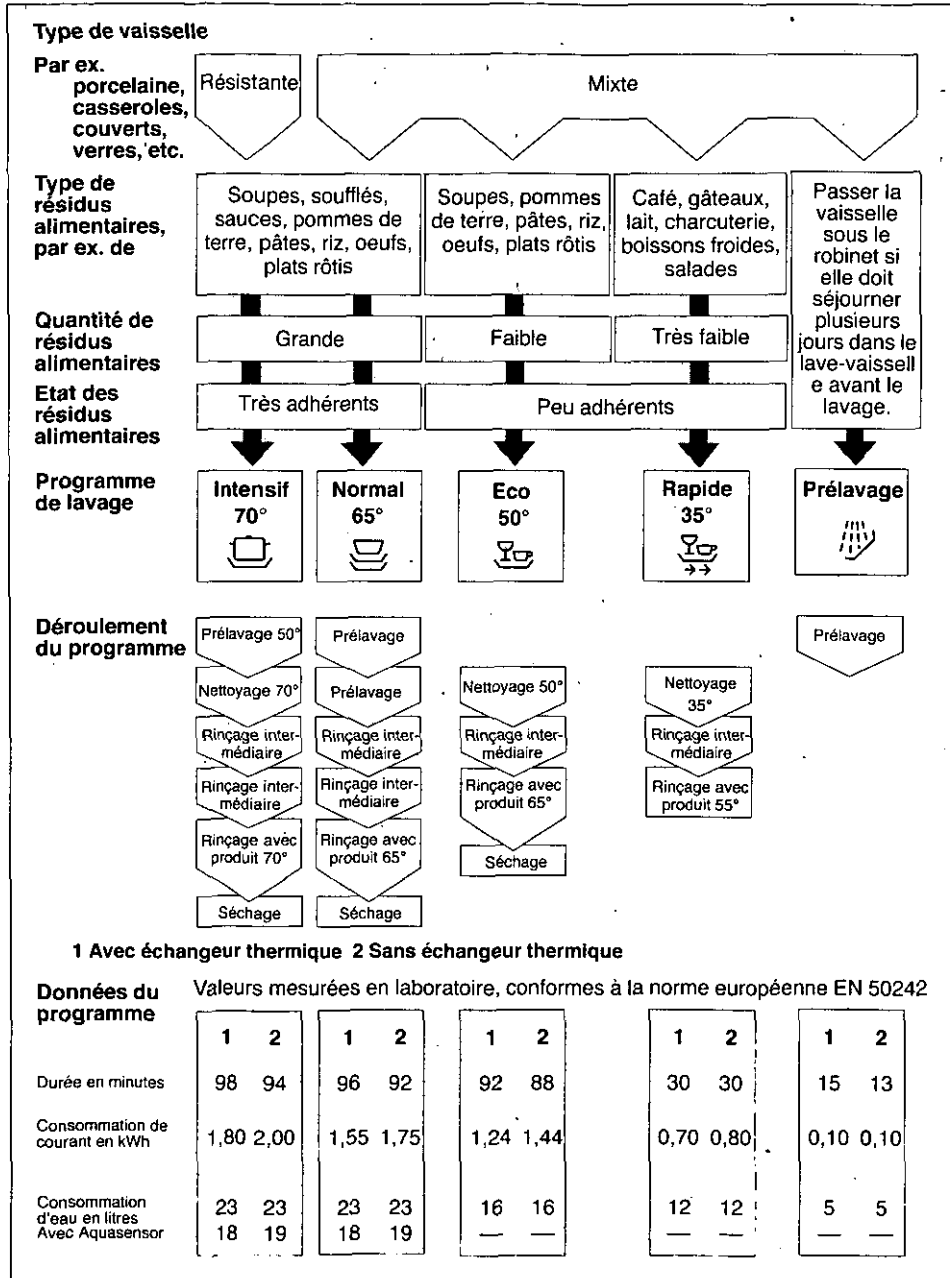 Type de vaisselle
Par ex.
porcelaine,
casseroles,
couverts,
verres, etc.
Résistante
Mixte
Type de
résidus
alimentaires,
par ex. de
Soupes, soufflés,
sauces, pommes de
terre, pâtes, riz, oeufs,
plats rôtis
Soupes, pommes
de terre, pâtes, riz,
oeufs, plats rôtis
Café, gâteaux,
lait, charcuterie,
boissons froides,
salades
Passer la
vaisselle
sous le
robinet si
elle doit
séjourner
plusieurs
jours dans le
lave-vaissell
e avant le
lavage.
Quantité de
résidus
alimentaires
Grande
Faible
Très faible
Etat des
résidus
alimentaires
Très adhérents
Peu adhérents
Programme
de lavage
Intensif
70°
Normal
65°
Eco
50°
Rapide
35°
Prélavage
Déroulement
du programme
Prélavage 50°
Nettoyage 70°
Rinçage inter-
médiaire
Rinçage inter-
médiaire
Rinçage avec
produit 70°
Séchage
Prélavage
Prélavage
Rinçage inter-
médiaire
Rinçage inter-
médiaire
Rinçage avec
produit 65°
Séchage
Nettoyage 50°
Rinçage inter-
médiaire
Rinçage avec
produit 65°
Séchage
Nettoyage
35°
Rinçage inter-
médiaire
Rinçage avec
produit 55°
Prélavage
1 Avec échangeur thermique 2 Sans échangeur thermique
Données du
programme
Valeurs mesurées en laboratoire, conformes à la norme européenne EN 50242
1 2 1 2 1 2 1 2 1 2
Durée en minutes
98 94 96 92 92 88 30 30 15 13
Consommation de
courant en kWh
1,80 2,00 1,55 1,75 1,24 1,44 0,70 0,80 0,10 0,10
Consommation
d'eau en litres
Avec Aquasensor
23 23 23 23 16 16 12 12 5 5
18 19 18 19 — — — — — —